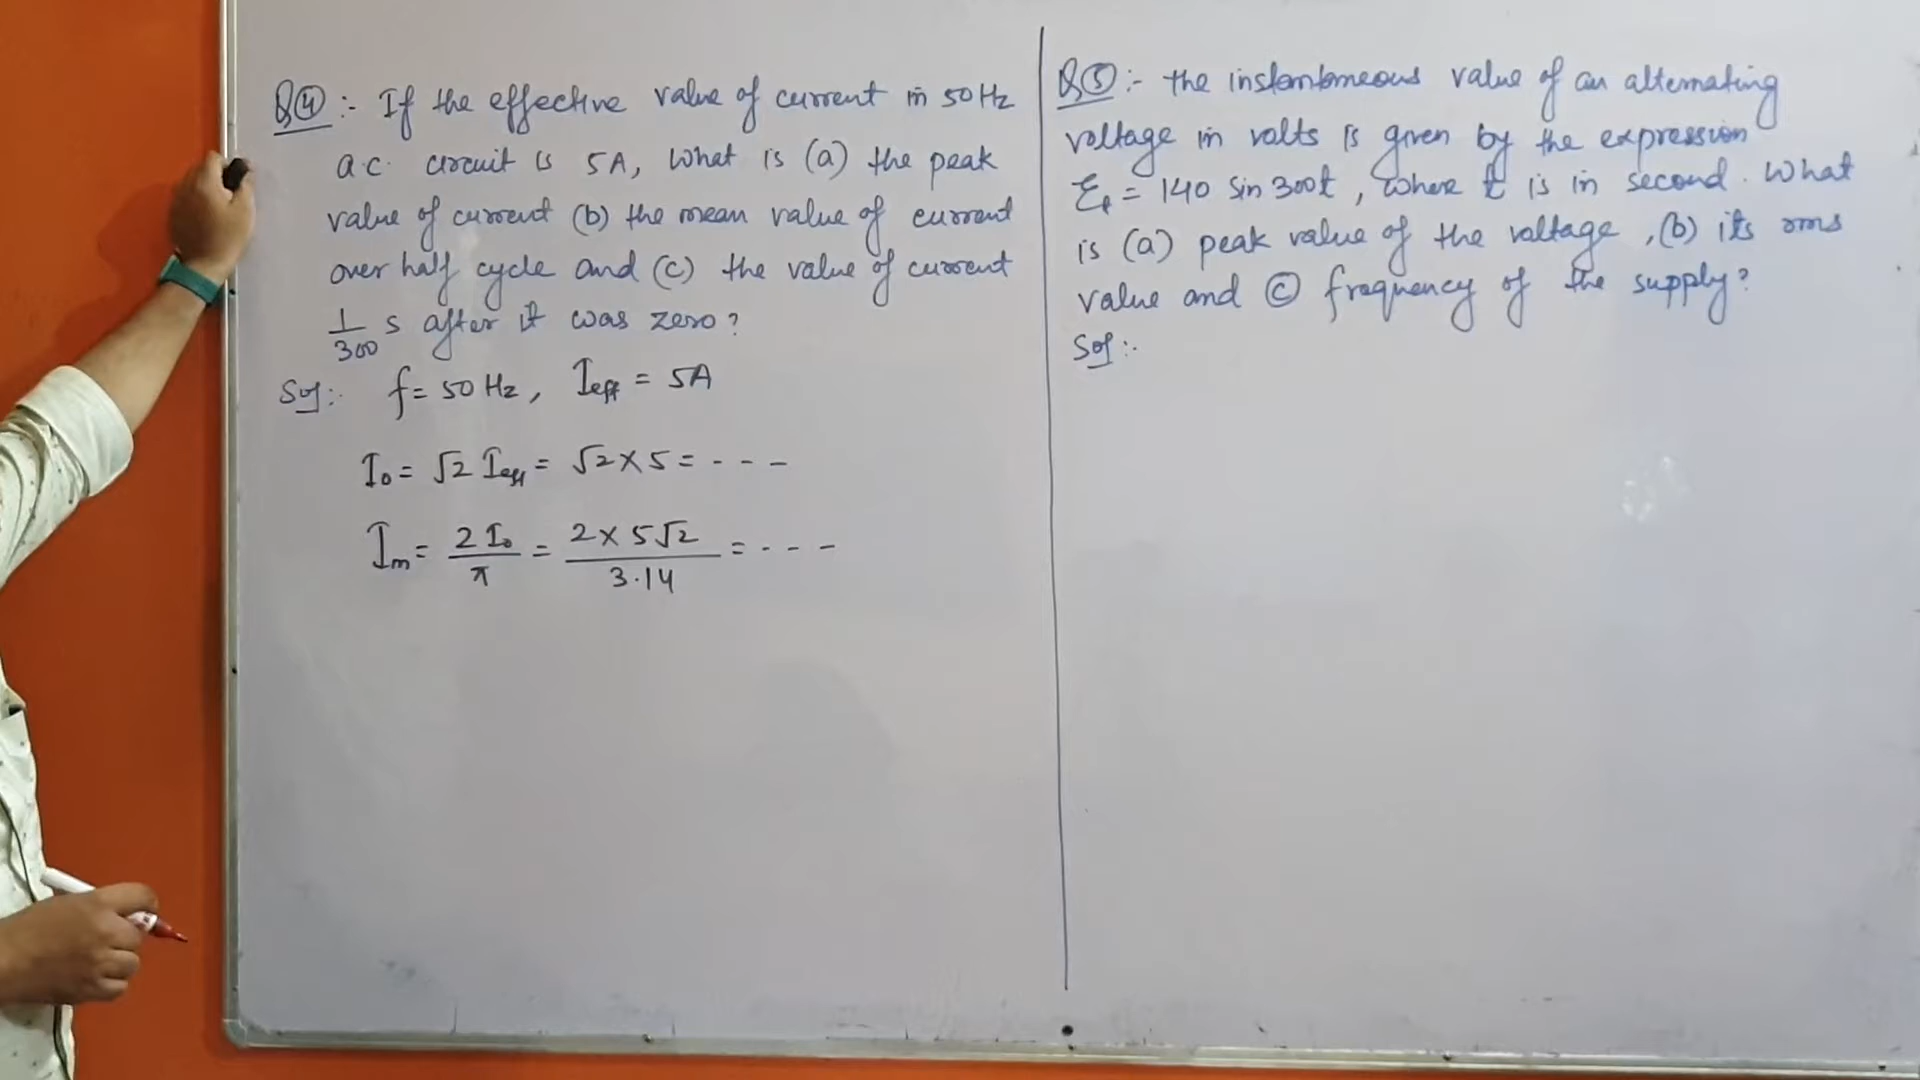 Q④ :- If the effective value of current in 50 Hz
a.c. circuit is 5A, What is (a) the peak
value of current (b) the mean value of current
over half cycle and (c) the value of current
1/300 s after it was zero?
Sol:- f = 50 Hz, Ieff = 5A
I₀ = √2 Ieff = √2 × 5 = - - -
Im = 2 I₀/π = 2 × 5√2/3.14 = - - -
Q⑤ :- the instantaneous value of an alternating
voltage in volts is given by the expression
= 140 sin 300t, where t is in second. What
is (a) peak value of the voltage, (b) its rms
value and ⓒ frequency of the supply?
Sol :-